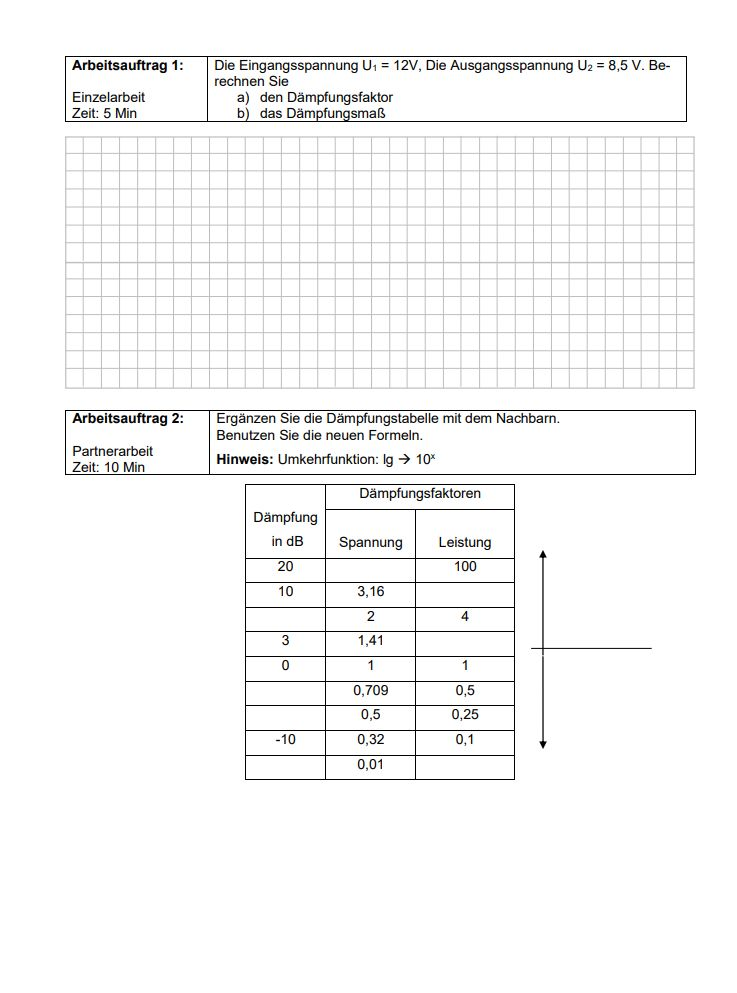 Arbeitsauftrag 1:
Einzelarbeit
Zeit: 5 Min
Die Eingangsspannung U₁ = 12V, Die Ausgangsspannung U₂ = 8,5 V. Be-
rechnen Sie
a) den Dämpfungsfaktor
b) das Dämpfungsmaß
Arbeitsauftrag 2:
Partnerarbeit
Zeit: 10 Min
Ergänzen Sie die Dämpfungstabelle mit dem Nachbarn.
Benutzen Sie die neuen Formeln.
Hinweis: Umkehrfunktion: lg → 10ˣ
Dämpfung
in dB
Dämpfungsfaktoren
Spannung Leistung
20 100
10 3,16
2 4
3 1,41
0 1 1
0,709 0,5
0,5 0,25
-10 0,32 0,1
0,01